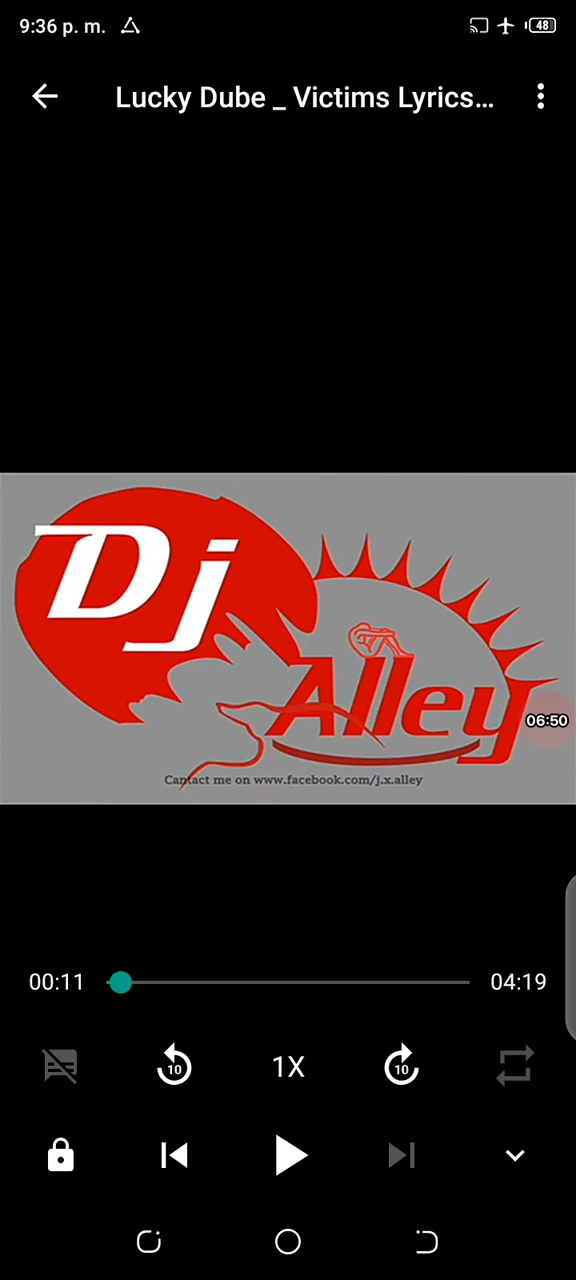 9:36 p. m.
48
Lucky Dube _ Victims Lyrics...
Dj
Alley
06:50
Cantact me on www.facebook.com/j.x.alley
00:11
04:19
10
1X
10